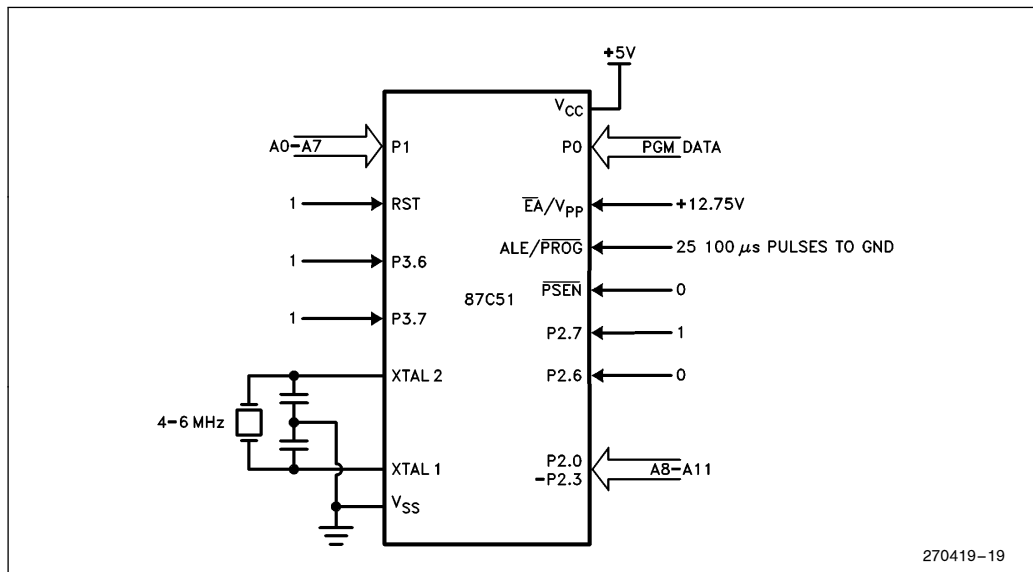 +5V
VCC
A0–A7
P1
P0
PGM DATA
1
RST
EA/VPP
+12.75V
ALE/PROG
25 100 μs PULSES TO GND
1
P3.6
87C51
PSEN
0
1
P3.7
P2.7
1
XTAL 2
P2.6
0
4–6 MHz
XTAL 1
P2.0
–P2.3
A8–A11
VSS
270419–19